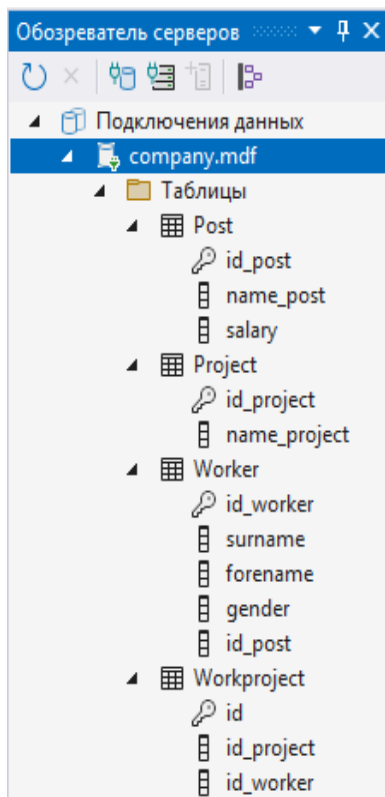 Обозреватель серверов
Подключения данных
company.mdf
Таблицы
Post
id_post
name_post
salary
Project
id_project
name_project
Worker
id_worker
surname
forename
gender
id_post
Workproject
id
id_project
id_worker